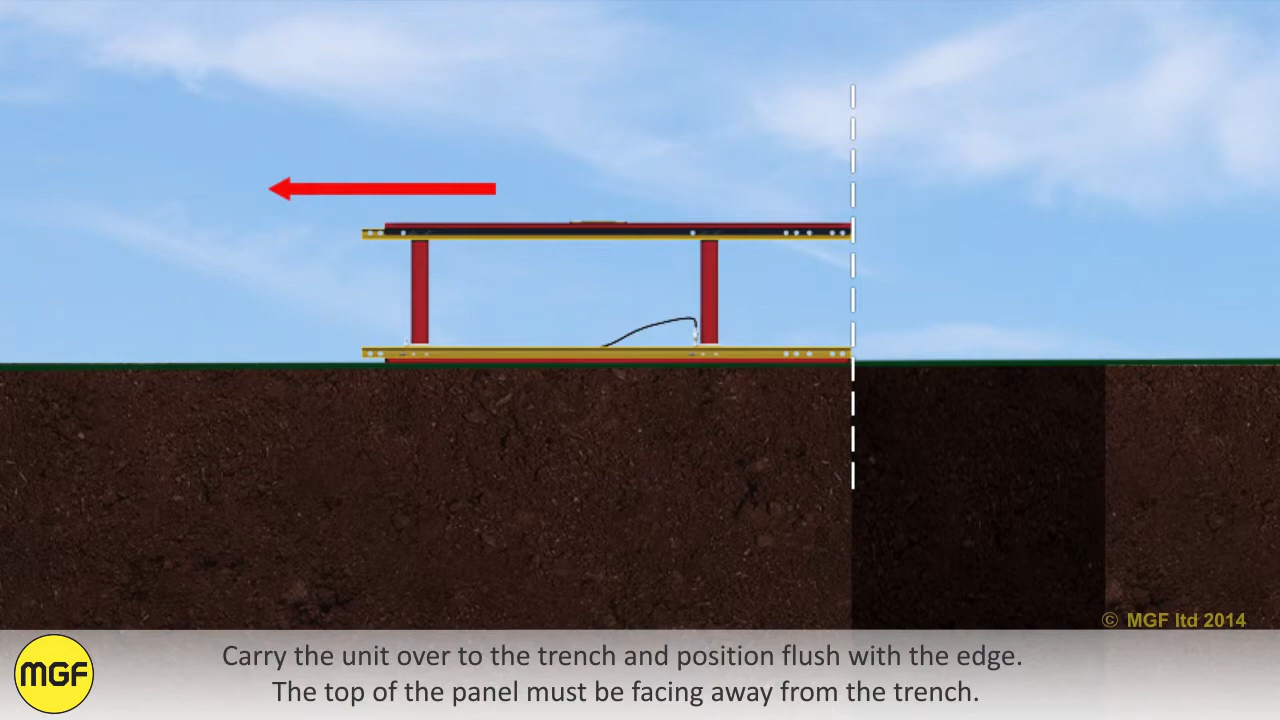 © MGF ltd 2014
MGF
Carry the unit over to the trench and position flush with the edge.
The top of the panel must be facing away from the trench.